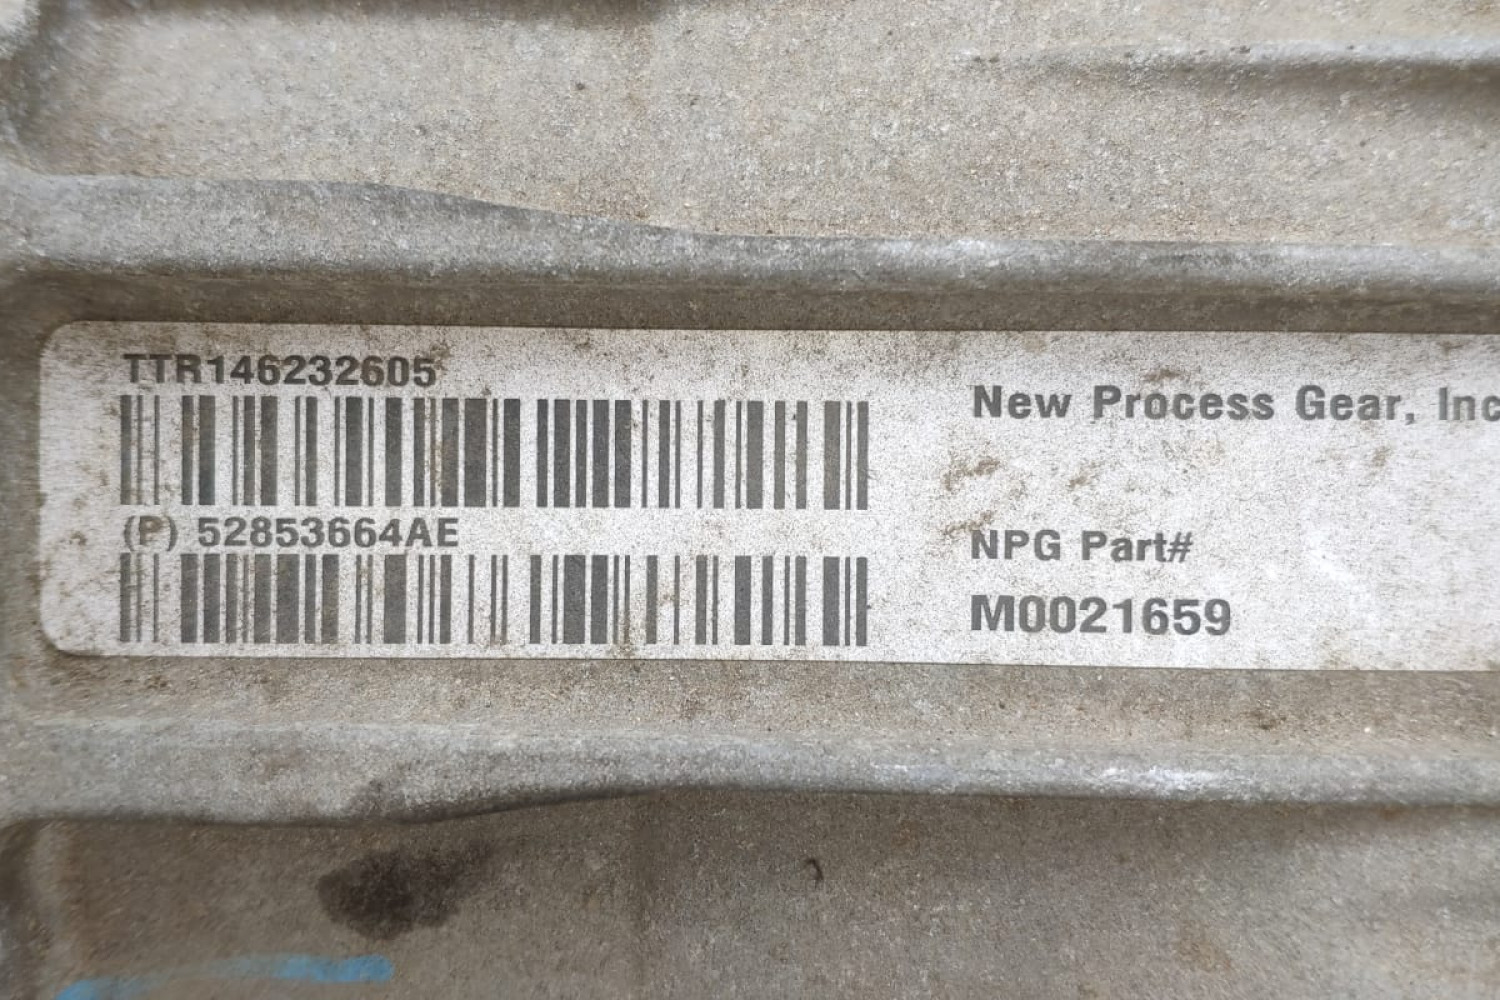 TTR146232605
(P) 52853664AE
New Process Gear, Inc
NPG Part#
M0021659